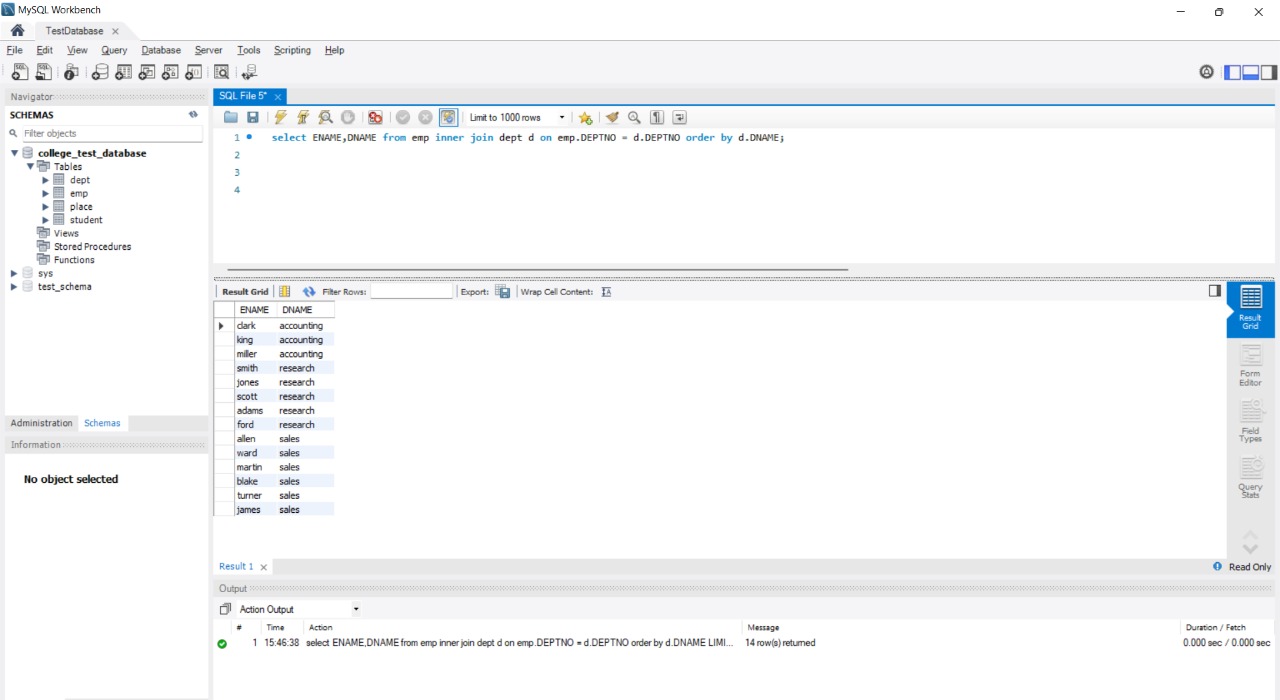 MySQL Workbench
TestDatabase
File Edit View Query Database Server Tools Scripting Help
Navigator
SCHEMAS
Filter objects
college_test_database
Tables
dept
emp
place
student
Views
Stored Procedures
Functions
sys
test_schema
Administration Schemas
Information
No object selected
SQL File 5*
Limit to 1000 rows
1 select ENAME,DNAME from emp inner join dept d on emp.DEPTNO = d.DEPTNO order by d.DNAME;
2
3
4
Result Grid Filter Rows: Export: Wrap Cell Content:
ENAME DNAME
clark accounting
king accounting
miller accounting
smith research
jones research
scott research
adams research
ford research
allen sales
ward sales
martin sales
blake sales
turner sales
james sales
Result
Grid
Form
Editor
Field
Types
Query
Stats
Result 1 Read Only
Output
Action Output
# Time Action Message Duration / Fetch
1 15:46:38 select ENAME,DNAME from emp inner join dept d on emp.DEPTNO = d.DEPTNO order by d.DNAME LIMI... 14 row(s) returned 0.000 sec / 0.000 sec